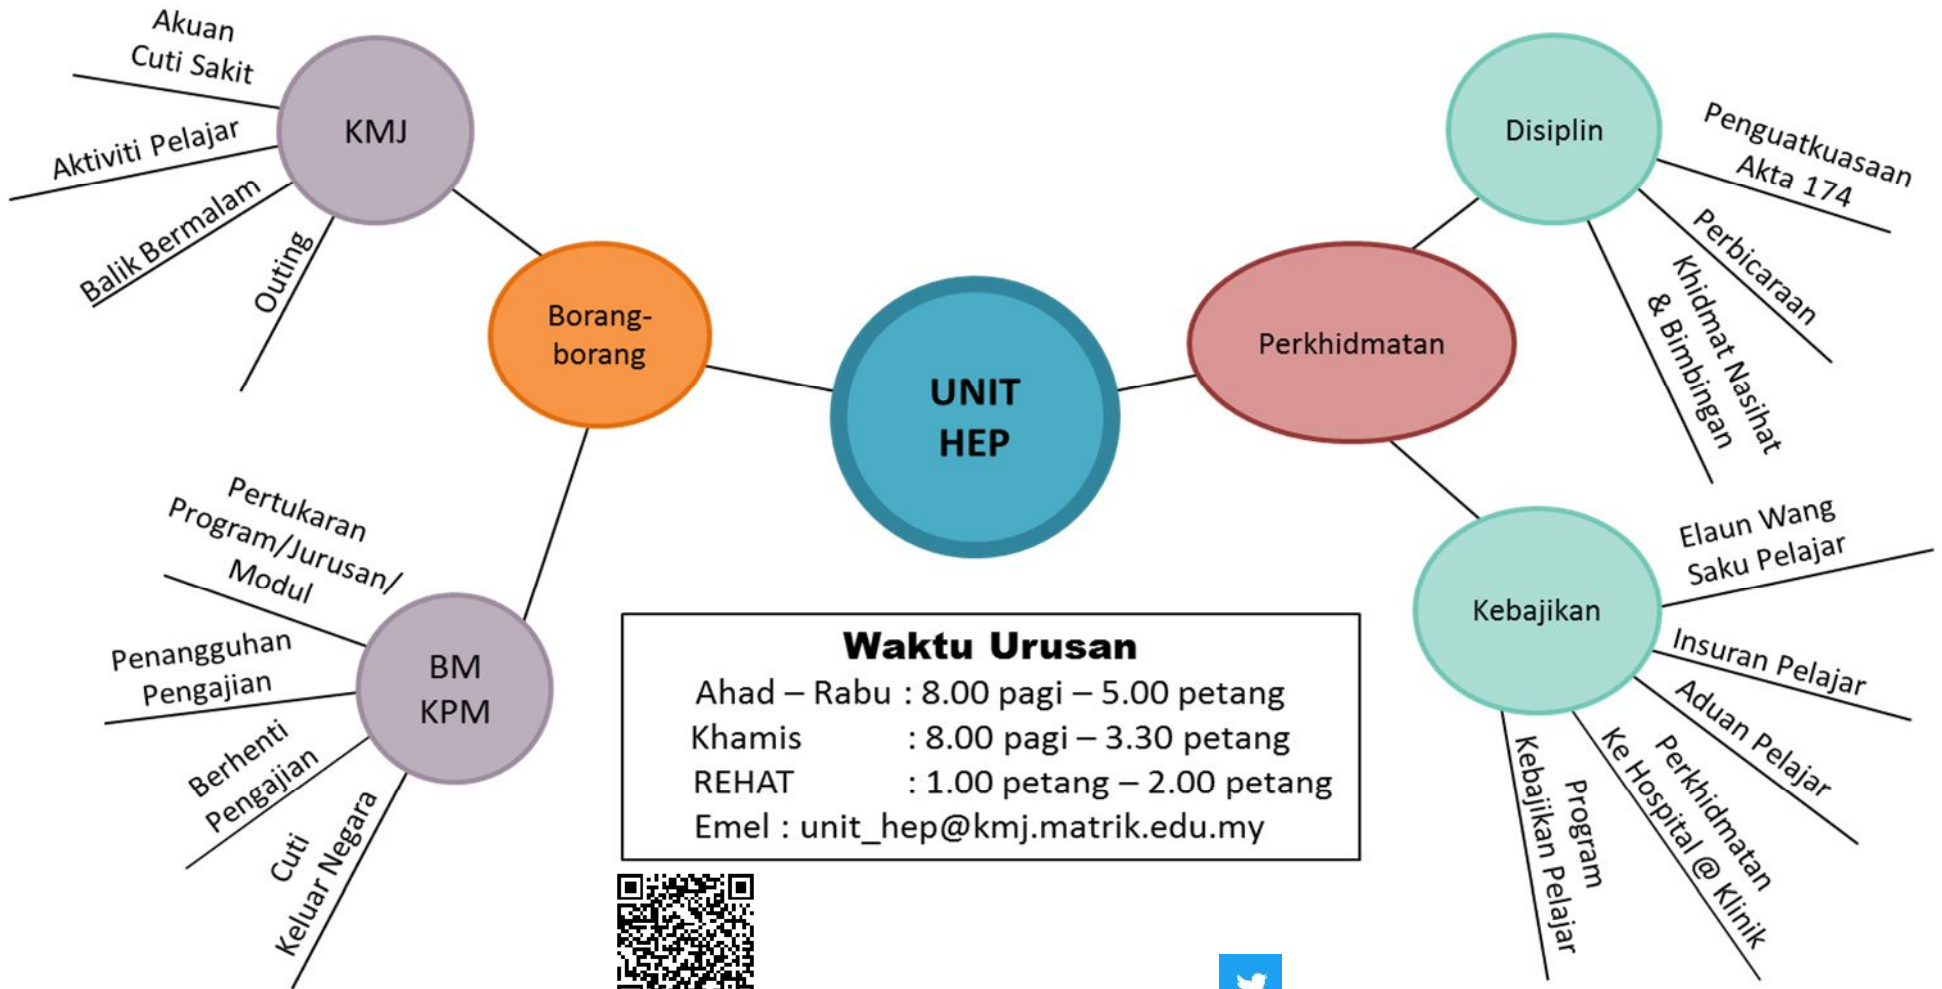 Akuan
Cuti Sakit
Aktiviti Pelajar
Balik Bermalam
Outing
KMJ
Borang-
borang
Pertukaran
Program/Jurusan/
Modul
Penangguhan
Pengajian
Berhenti
Pengajian
Cuti
Keluar Negara
BM
KPM
UNIT
HEP
Perkhidmatan
Disiplin
Penguatkuasaan
Akta 174
Perbicaraan
Khidmat Nasihat
& Bimbingan
Kebajikan
Elaun Wang
Saku Pelajar
Insuran Pelajar
Aduan Pelajar
Perkhidmatan
Ke Hospital @ Klinik
Program
Kebajikan Pelajar
Waktu Urusan
Ahad – Rabu : 8.00 pagi – 5.00 petang
Khamis : 8.00 pagi – 3.30 petang
REHAT : 1.00 petang – 2.00 petang
Emel : unit_hep@kmj.matrik.edu.my